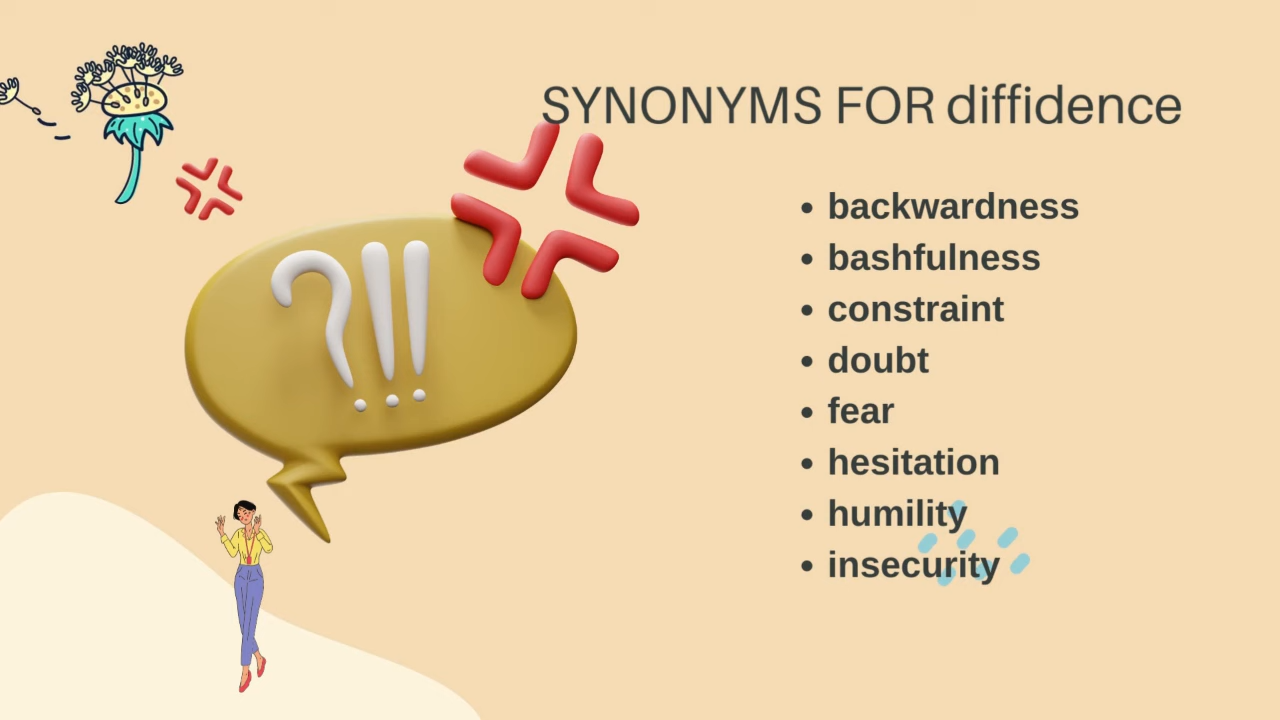 SYNONYMS FOR diffidence
?!!
• backwardness
• bashfulness
• constraint
• doubt
• fear
• hesitation
• humility
• insecurity